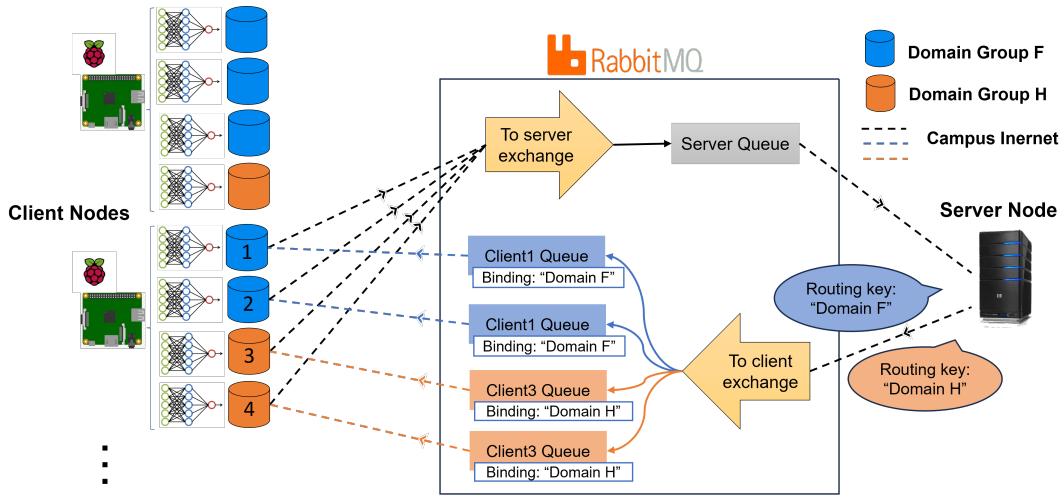 RabbitMQ
Domain Group F
Domain Group H
Campus Inernet
Client Nodes
To server
exchange
Server Queue
Server Node
1
2
3
4
Client1 Queue
Binding: “Domain F”
Client1 Queue
Binding: “Domain F”
Client3 Queue
Binding: “Domain H”
Client3 Queue
Binding: “Domain H”
To client
exchange
Routing key:
“Domain F”
Routing key:
“Domain H”